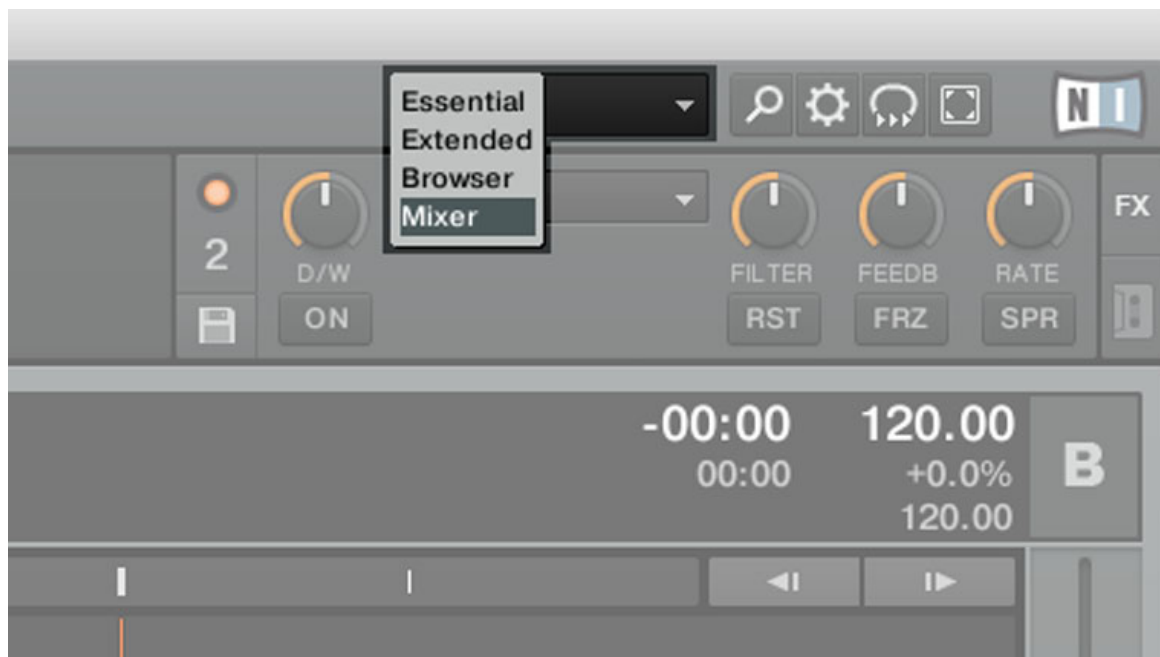 Essential
Extended
Browser
Mixer
NI
2
D/W
FILTER
FEEDB
RATE
FX
ON
RST
FRZ
SPR
-00:00
120.00
B
00:00
+0.0%
120.00